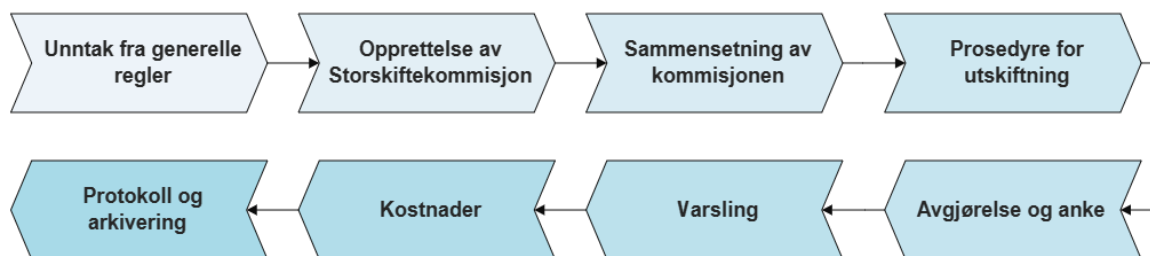 Unntak fra generelle
regler
Opprettelse av
Storskiftekommisjon
Sammensetning av
kommisjonen
Prosedyre for
utskiftning
Avgjørelse og anke
Varsling
Kostnader
Protokoll og
arkivering